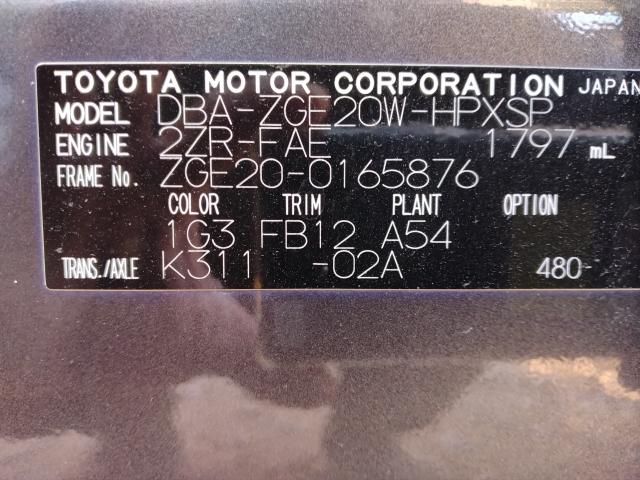 TOYOTA MOTOR CORPORATION JAPAN
MODEL DBA-ZGE20W-HPXSP
ENGINE 2ZR-FAE 1797 mL
FRAME No. ZGE20-0165876
COLOR TRIM PLANT OPTION
1G3 FB12 A54
TRANS./AXLE K311 -02A 480-